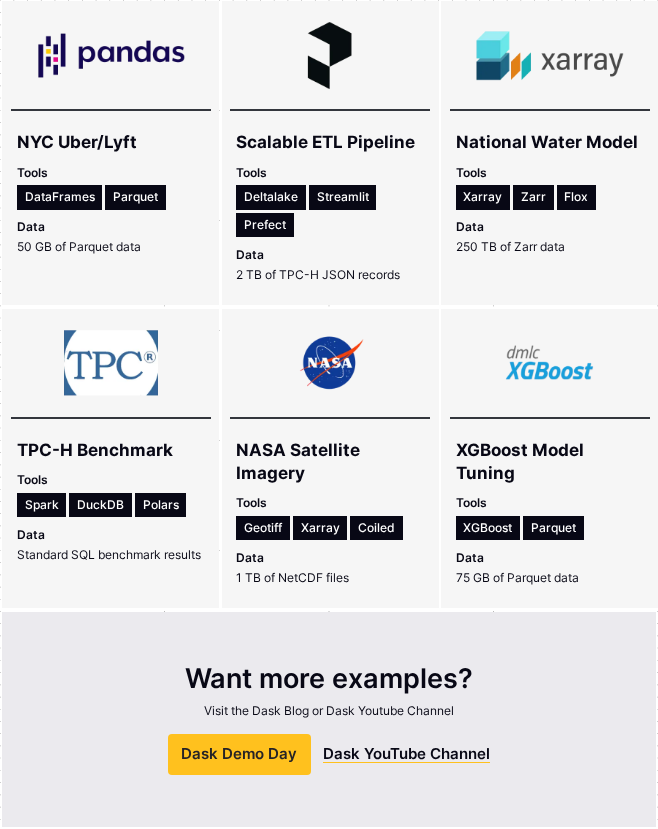 pandas
NYC Uber/Lyft
Tools
DataFrames Parquet
Data
50 GB of Parquet data
Scalable ETL Pipeline
Tools
Deltalake Streamlit
Prefect
Data
2 TB of TPC-H JSON records
xarray
National Water Model
Tools
Xarray Zarr Flox
Data
250 TB of Zarr data
TPC®
TPC-H Benchmark
Tools
Spark DuckDB Polars
Data
Standard SQL benchmark results
NASA
NASA Satellite
Imagery
Tools
Geotiff Xarray Coiled
Data
1 TB of NetCDF files
dmlc
XGBoost
XGBoost Model
Tuning
Tools
XGBoost Parquet
Data
75 GB of Parquet data
Want more examples?
Visit the Dask Blog or Dask Youtube Channel
Dask Demo Day Dask YouTube Channel